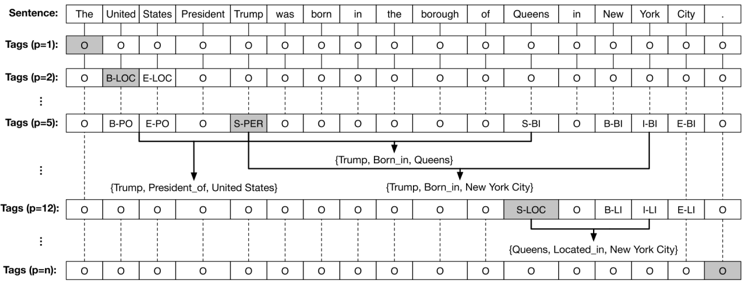 Sentence: The United States President Trump was born in the borough of Queens in New York City .
Tags (p=1): O O O O O O O O O O O O O O O O O
Tags (p=2): O B-LOC E-LOC O O O O O O O O O O O O O O
⋮
Tags (p=5): O B-PO E-PO O S-PER O O O O O O S-BI O B-BI I-BI E-BI O
{Trump, Born_in, Queens}
⋮
{Trump, President_of, United States} {Trump, Born_in, New York City}
Tags (p=12): O O O O O O O O O O O S-LOC O B-LI I-LI E-LI O
⋮
{Queens, Located_in, New York City}
Tags (p=n): O O O O O O O O O O O O O O O O O